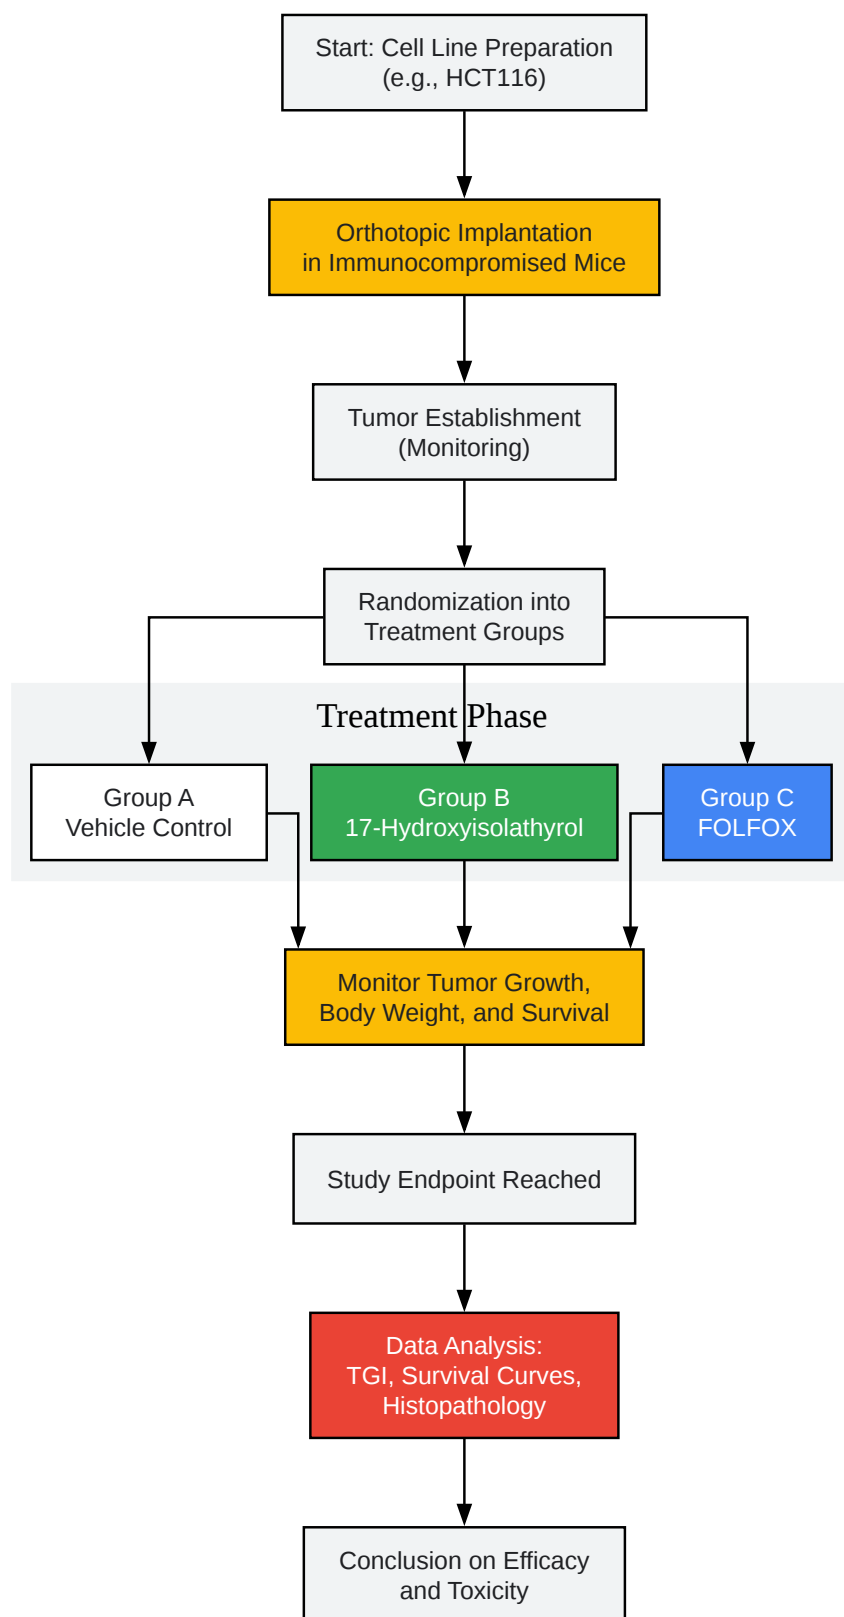 Start: Cell Line Preparation
(e.g., HCT116)
Orthotopic Implantation
in Immunocompromised Mice
Tumor Establishment
(Monitoring)
Randomization into
Treatment Groups
Treatment Phase
Group A
Vehicle Control
Group B
17-Hydroxyisolathyrol
Group C
FOLFOX
Monitor Tumor Growth,
Body Weight, and Survival
Study Endpoint Reached
Data Analysis:
TGI, Survival Curves,
Histopathology
Conclusion on Efficacy
and Toxicity